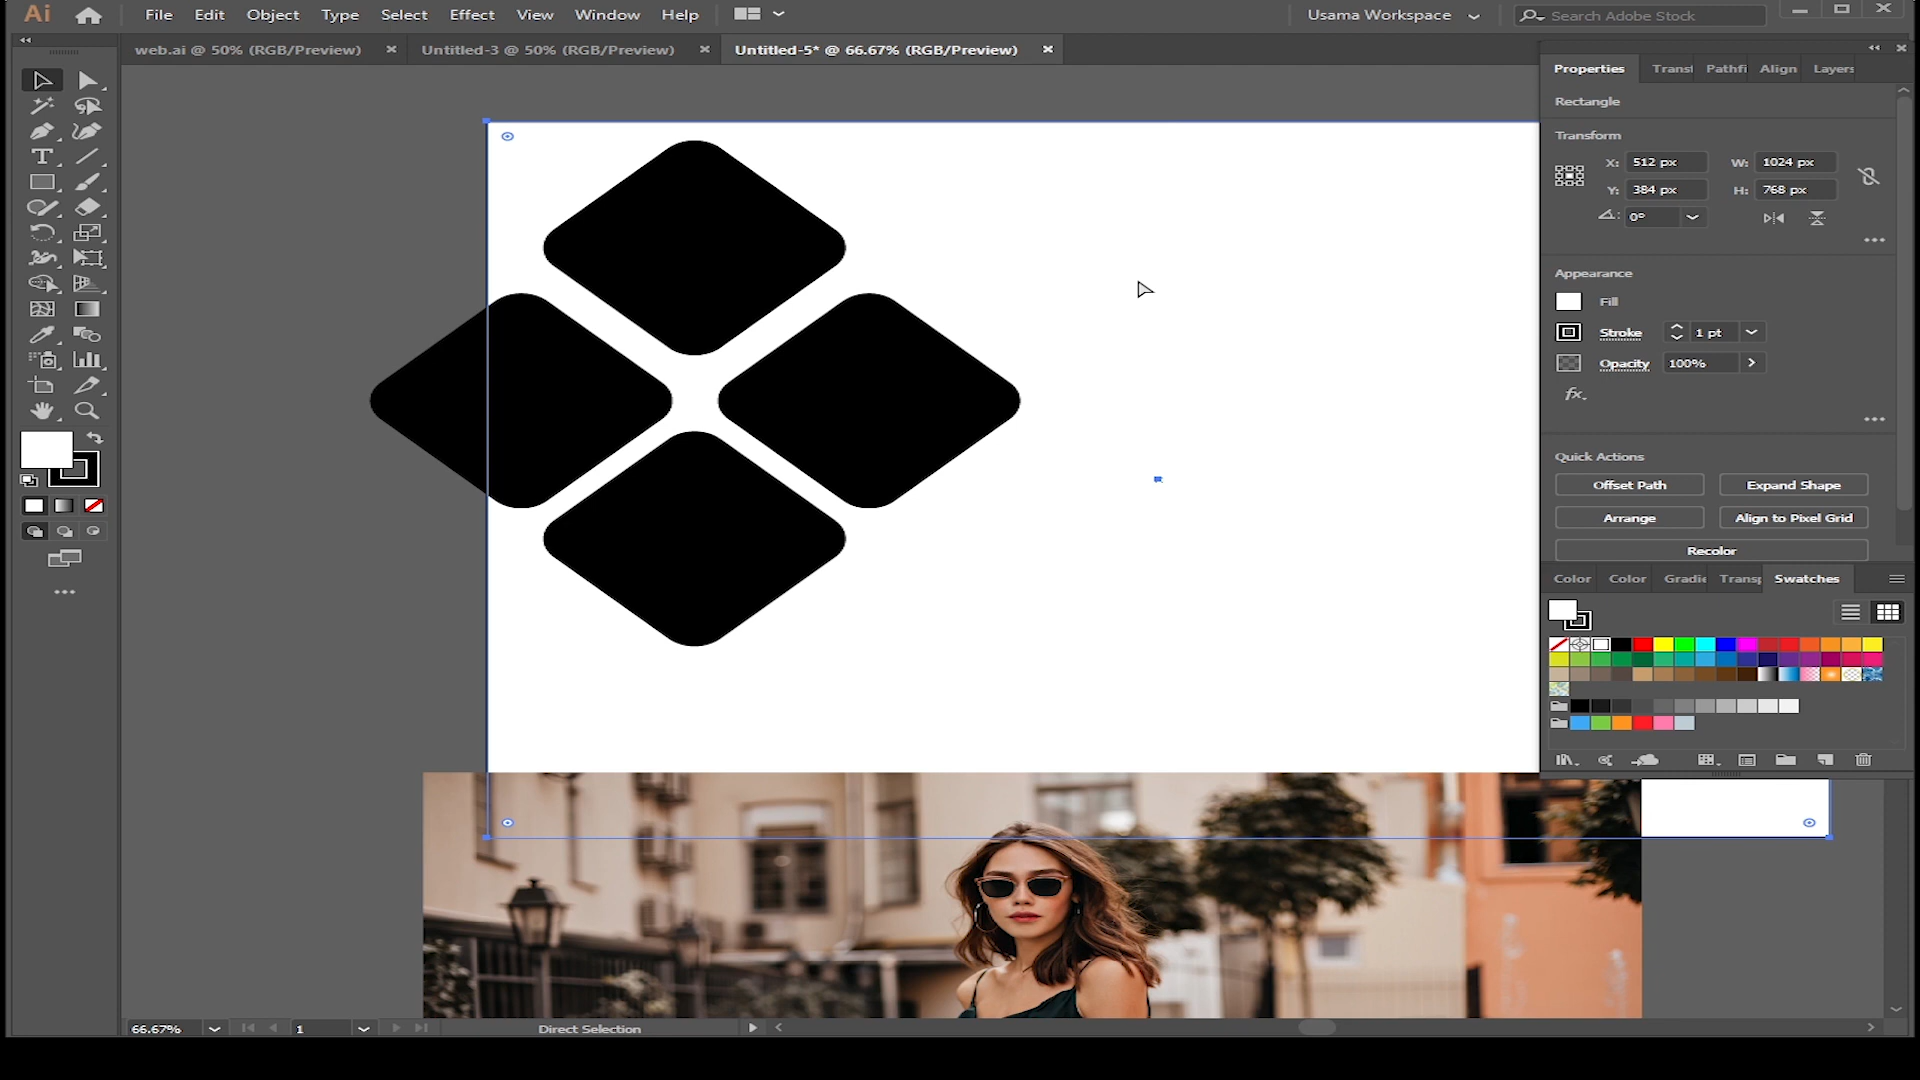 Ai File Edit Object Type Select Effect View Window Help Usama Workspace Search Adobe Stock
web.ai @ 50% (RGB/Preview) Untitled-3 @ 50% (RGB/Preview) Untitled-5* @ 66.67% (RGB/Preview)
Properties Transf Pathfi Align Layers
Rectangle
Transform
X: 512 px W: 1024 px
Y: 384 px H: 768 px
0°
Appearance
Fill
Stroke 1 pt
Opacity 100%
fx.
Quick Actions
Offset Path Expand Shape
Arrange Align to Pixel Grid
Recolor
Color Color Gradie Transp Swatches
66.67% 1 Direct Selection